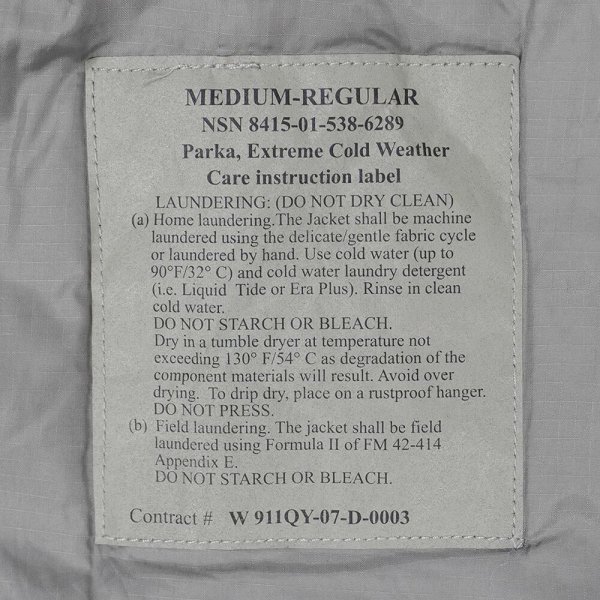 MEDIUM-REGULAR
NSN 8415-01-538-6289
Parka, Extreme Cold Weather
Care instruction label
LAUNDERING: (DO NOT DRY CLEAN)
(a) Home laundering.The Jacket shall be machine
laundered using the delicate/gentle fabric cycle
or laundered by hand. Use cold water (up to
90°F/32° C) and cold water laundry detergent
(i.e. Liquid Tide or Era Plus). Rinse in clean
cold water.
DO NOT STARCH OR BLEACH.
Dry in a tumble dryer at temperature not
exceeding 130° F/54° C as degradation of the
component materials will result. Avoid over
drying. To drip dry, place on a rustproof hanger.
DO NOT PRESS.
(b) Field laundering. The jacket shall be field
laundered using Formula II of FM 42-414
Appendix E.
DO NOT STARCH OR BLEACH.
Contract # W 911QY-07-D-0003